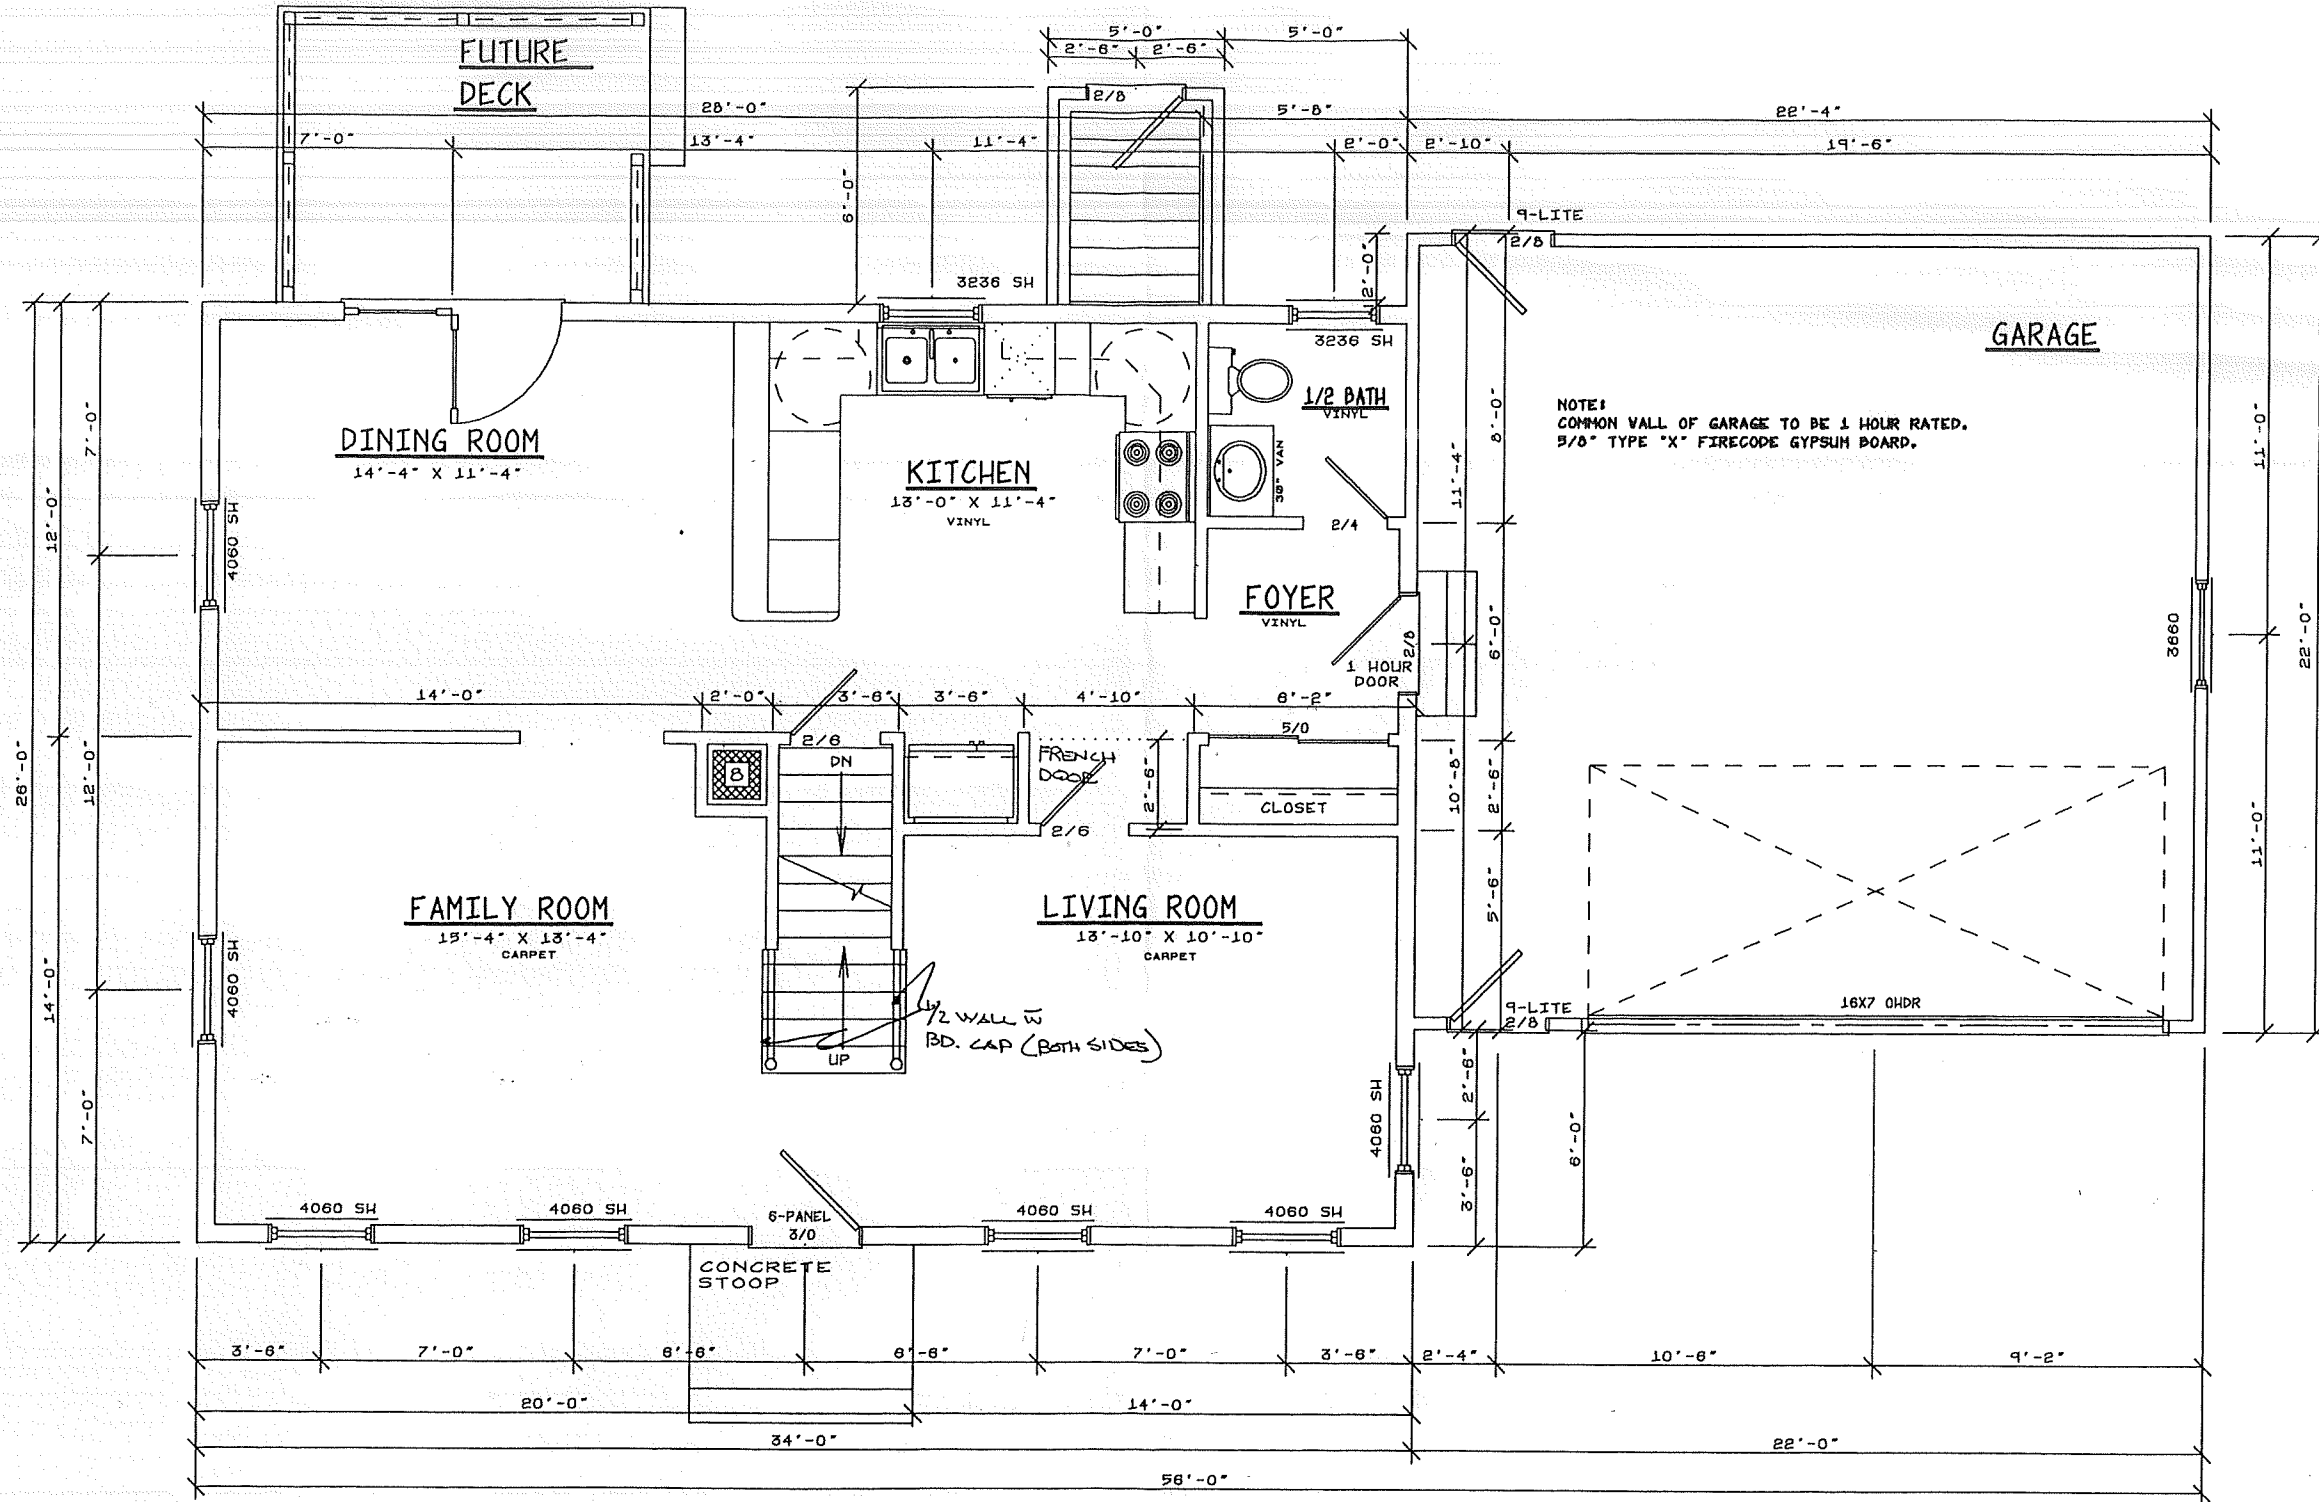 FUTURE
DECK
5'-0"
5'-0"
2'-6"
2'-6"
28'-0"
2/8
5'-8"
22'-4"
7'-0"
13'-4"
11'-4"
2'-0"
2'-10"
19'-6"
6'-0"
9-LITE
2/8
2'-0"
3236 SH
3236 SH
GARAGE
1/2 BATH
VINYL
NOTE:
COMMON WALL OF GARAGE TO BE 1 HOUR RATED.
5/8" TYPE "X" FIRECODE GYPSUM BOARD.
7'-0"
8'-0"
11'-0"
DINING ROOM
14'-4" X 11'-4"
KITCHEN
13'-0" X 11'-4"
VINYL
30" VAN
11'-4"
12'-0"
4060 SH
2/4
FOYER
VINYL
2/8
6'-0"
3660
22'-0"
1 HOUR
DOOR
14'-0"
2'-0"
3'-6"
3'-6"
4'-10"
6'-2"
5/0
2/6
DN
8
FRENCH
DOOR
2'-6"
2/6
CLOSET
10'-8"
2'-6"
26'-0"
12'-0"
11'-0"
FAMILY ROOM
15'-4" X 13'-4"
CARPET
LIVING ROOM
13'-10" X 10'-10"
CARPET
5'-6"
14'-0"
4060 SH
1/2 WALL W
BD. CAP (BOTH SIDES)
UP
9-LITE
2/8
16X7 OHDR
7'-0"
4060 SH
2'-6"
6'-0"
3'-6"
4060 SH
4060 SH
6-PANEL
3/0
4060 SH
4060 SH
CONCRETE
STOOP
3'-6"
7'-0"
6'-6"
6'-6"
7'-0"
3'-6"
2'-4"
10'-6"
9'-2"
20'-0"
14'-0"
34'-0"
22'-0"
56'-0"